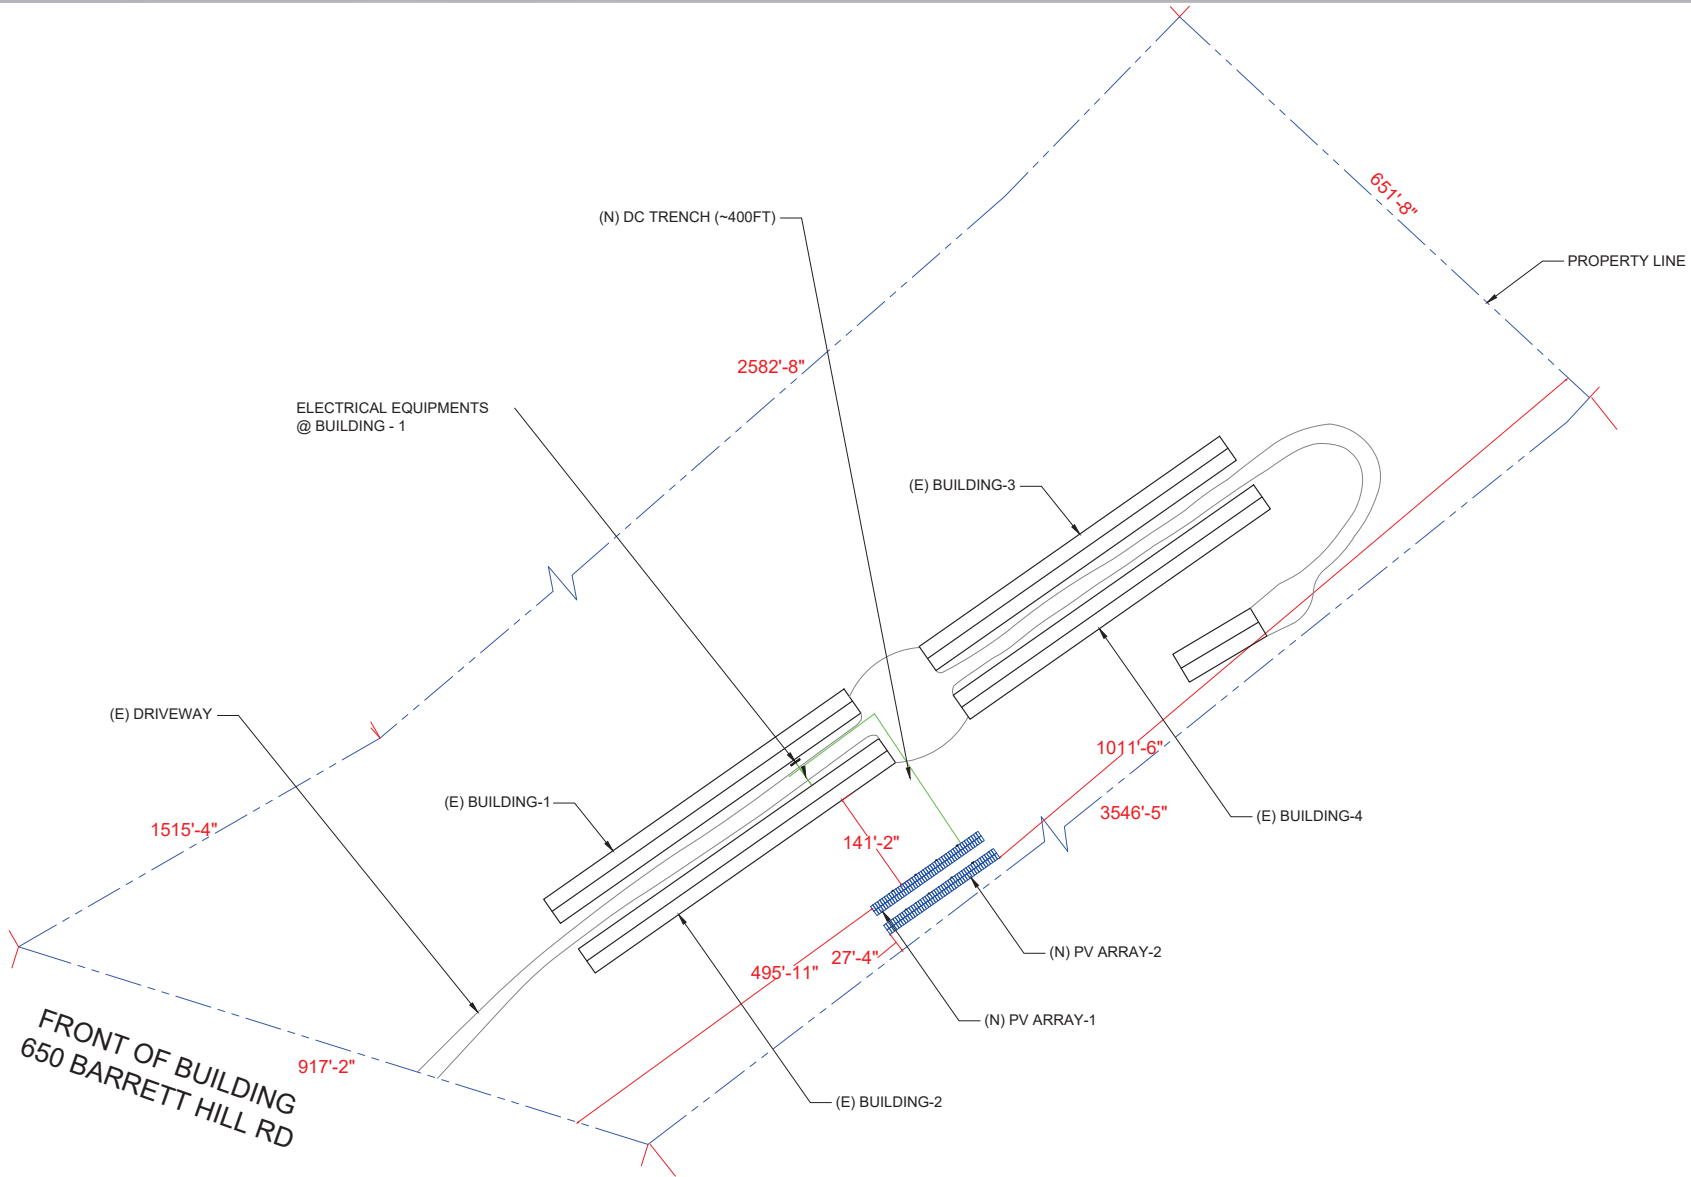 651'-8"
(N) DC TRENCH (~400FT)
PROPERTY LINE
2582'-8"
ELECTRICAL EQUIPMENTS
@ BUILDING - 1
(E) BUILDING-3
(E) DRIVEWAY
1011'-6"
(E) BUILDING-1
3546'-5"
(E) BUILDING-4
1515'-4"
141'-2"
(N) PV ARRAY-2
27'-4"
495'-11"
(N) PV ARRAY-1
FRONT OF BUILDING
650 BARRETT HILL RD
917'-2"
(E) BUILDING-2